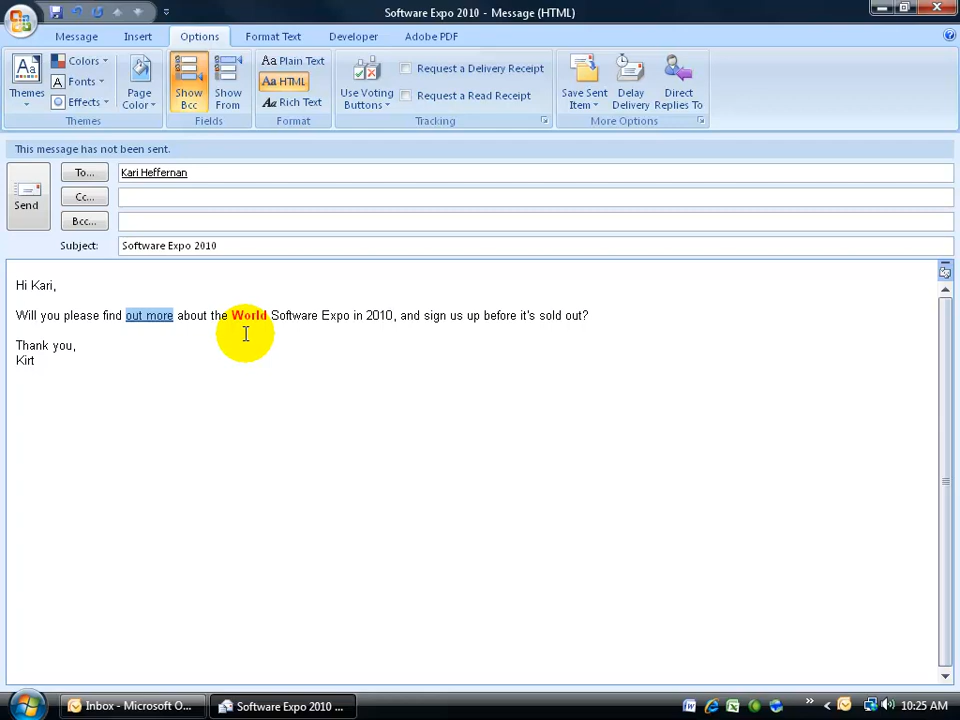 Software Expo 2010 - Message (HTML)
Message Insert Options Format Text Developer Adobe PDF
Themes
Colors
Fonts
Effects
Page Color
Show Bcc
Show From
Aa Plain Text
Aa HTML
Aa Rich Text
Use Voting Buttons
Request a Delivery Receipt
Request a Read Receipt
Save Sent Item
Delay Delivery
Direct Replies To
Themes Fields Format Tracking More Options
This message has not been sent.
Send
To... Kari Heffernan
Cc...
Bcc...
Subject: Software Expo 2010
Hi Kari,
Will you please find out more about the World Software Expo in 2010, and sign us up before it's sold out?
Thank you,
Kirt
Inbox - Microsoft O... Software Expo 2010 ... 10:25 AM